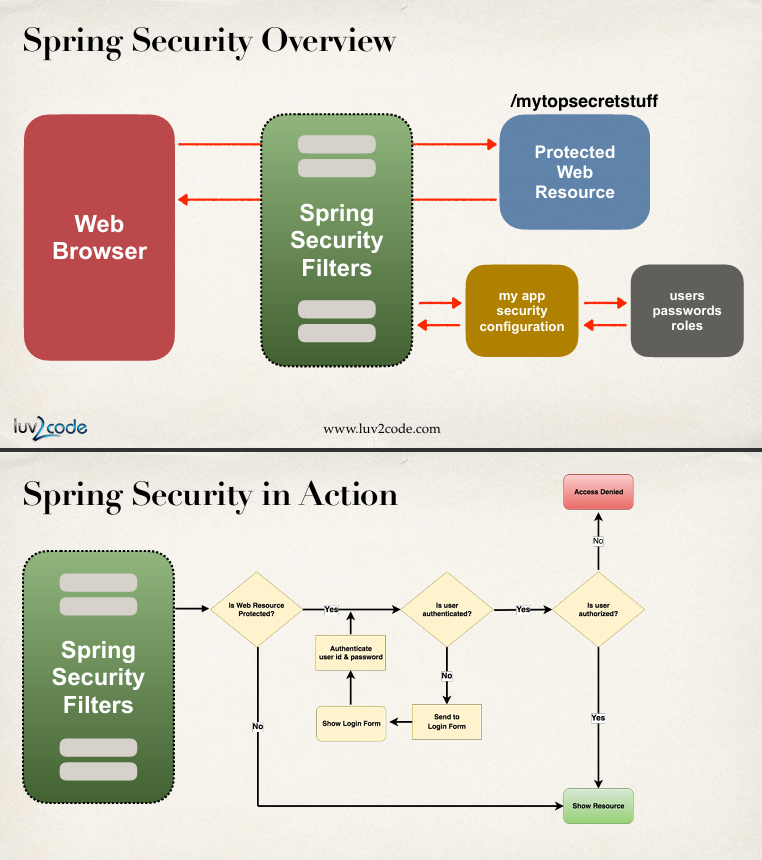 Spring Security Overview
/mytopsecretstuff
Web
Browser
Spring
Security
Filters
Protected
Web
Resource
my app
security
configuration
users
passwords
roles
luv2code
www.luv2code.com
Spring Security in Action
Access Denied
No
Spring
Security
Filters
Is Web Resource
Protected?
Yes
Is user
authenticated?
Yes
Is user
authorized?
Authenticate
user id & password
No
No
Show Login Form
Send to
Login Form
Yes
Show Resource